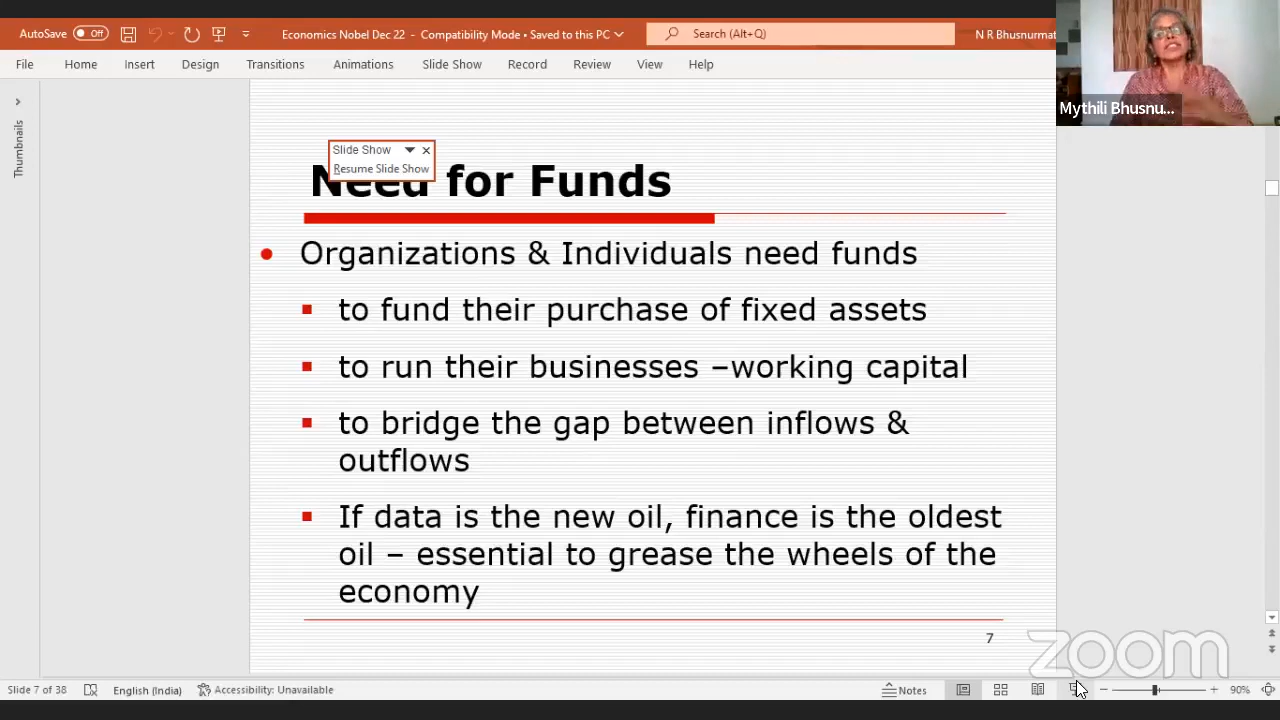 AutoSave Off
Economics Nobel Dec 22 - Compatibility Mode • Saved to this PC
Search (Alt+Q)
N R Bhusnurmat
File Home Insert Design Transitions Animations Slide Show Record Review View Help
Mythili Bhusnu...
Thumbnails
Slide Show
Resume Slide Show
Need for Funds
Organizations & Individuals need funds
to fund their purchase of fixed assets
to run their businesses –working capital
to bridge the gap between inflows &
outflows
If data is the new oil, finance is the oldest
oil – essential to grease the wheels of the
economy
7
zoom
Slide 7 of 38 English (India) Accessibility: Unavailable Notes 90%